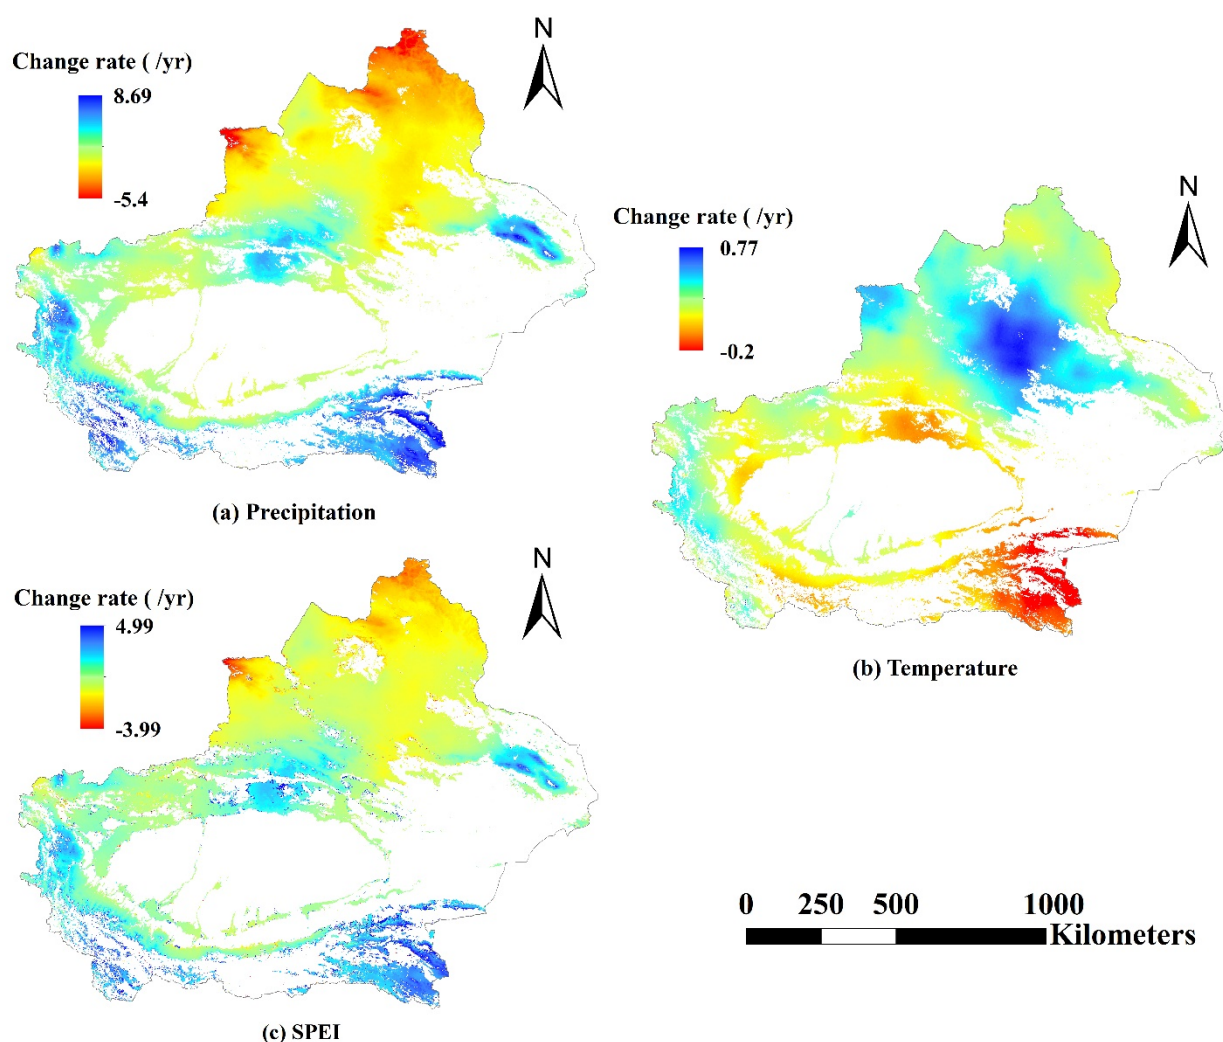 N
Change rate ( /yr)
8.69
-5.4
(a) Precipitation
N
Change rate ( /yr)
0.77
-0.2
(b) Temperature
N
Change rate ( /yr)
4.99
-3.99
(c) SPEI
0 250 500 1000
Kilometers